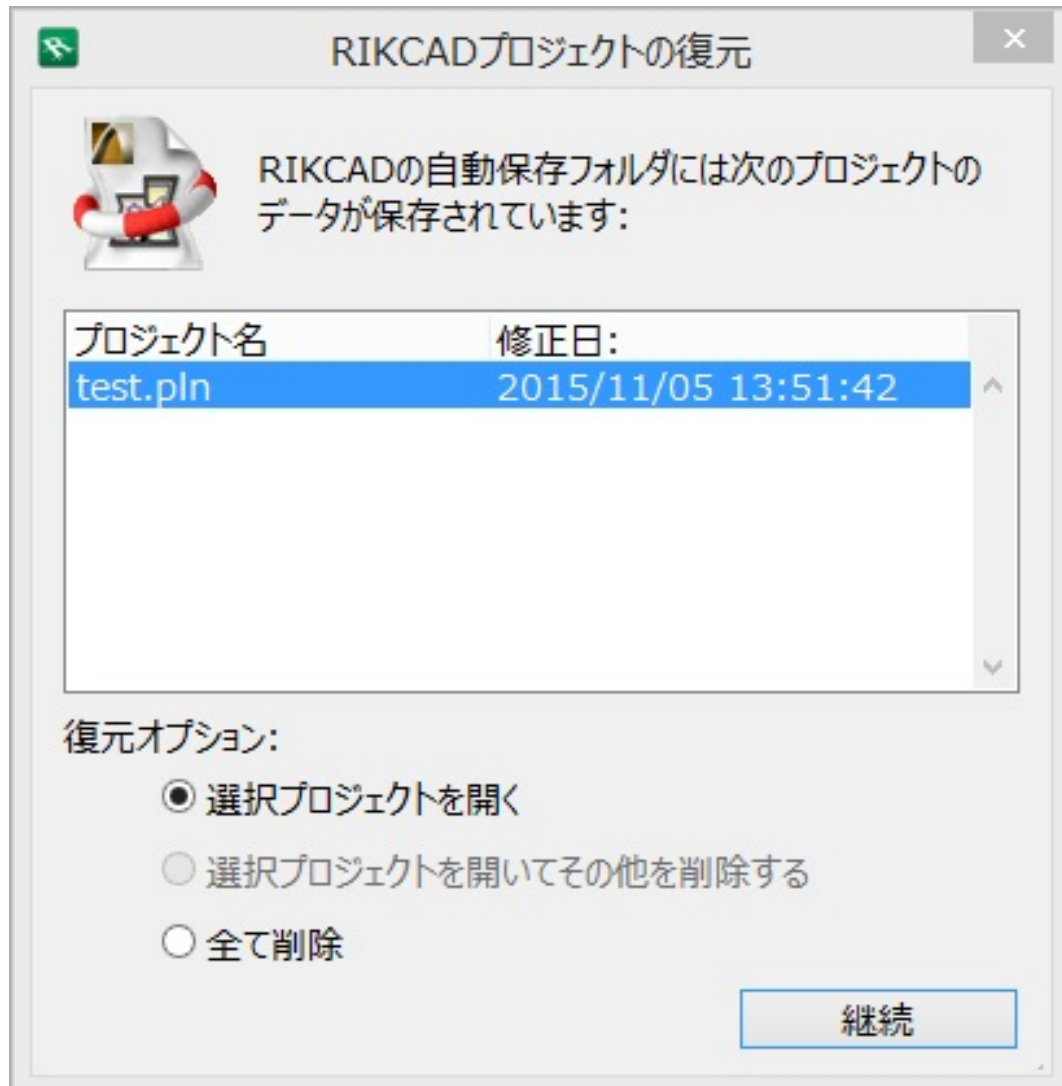 RIKCADプロジェクトの復元
RIKCADの自動保存フォルダには次のプロジェクトの
データが保存されています:
プロジェクト名 修正日:
test.pln 2015/11/05 13:51:42
復元オプション:
選択プロジェクトを開く
選択プロジェクトを開いてその他を削除する
全て削除
継続